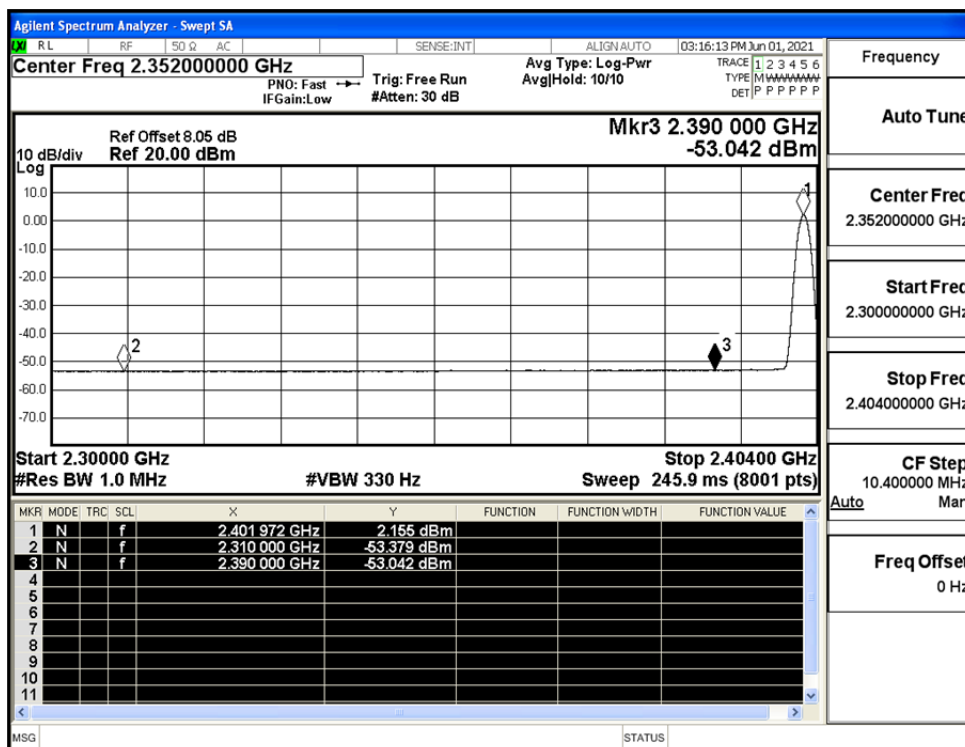 Agilent Spectrum Analyzer - Swept SA
LXI RL RF 50 Ω AC SENSE:INT ALIGN AUTO 03:16:13 PM Jun 01, 2021
Center Freq 2.352000000 GHz
PNO: Fast
IFGain:Low
Trig: Free Run
#Atten: 30 dB
Avg Type: Log-Pwr
Avg|Hold: 10/10
TRACE 1 2 3 4 5 6
TYPE M W W W W W
DET P P P P P P
Ref Offset 8.05 dB
10 dB/div Ref 20.00 dBm
Log
Mkr3 2.390 000 GHz
-53.042 dBm
10.0
0.00
-10.0
-20.0
-30.0
-40.0
-50.0
-60.0
-70.0
1
2
3
Start 2.30000 GHz Stop 2.40400 GHz
#Res BW 1.0 MHz #VBW 330 Hz Sweep 245.9 ms (8001 pts)
MKR MODE TRC SCL X Y FUNCTION FUNCTION WIDTH FUNCTION VALUE
1 N f 2.401 972 GHz 2.155 dBm
2 N f 2.310 000 GHz -53.379 dBm
3 N f 2.390 000 GHz -53.042 dBm
4
5
6
7
8
9
10
11
MSG STATUS
Frequency
Auto Tune
Center Freq
2.352000000 GHz
Start Freq
2.300000000 GHz
Stop Freq
2.404000000 GHz
CF Step
10.400000 MHz
Auto Man
Freq Offset
0 Hz